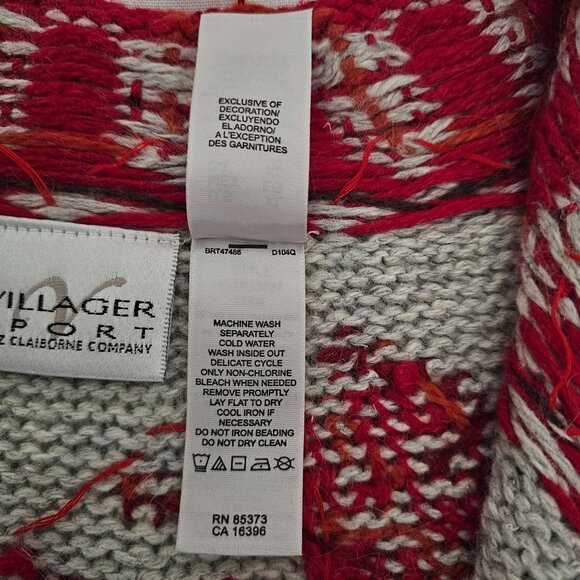 EXCLUSIVE OF
DECORATION/
EXCLUYENDO
EL ADORNO/
A L'EXCEPTION
DES GARNITURES
BRT47486 D104Q
VILLAGER
PORT
Z CLAIBORNE COMPANY
MACHINE WASH
SEPARATELY
COLD WATER
WASH INSIDE OUT
DELICATE CYCLE
ONLY NON-CHLORINE
BLEACH WHEN NEEDED
REMOVE PROMPTLY
LAY FLAT TO DRY
COOL IRON IF
NECESSARY
DO NOT IRON BEADING
DO NOT DRY CLEAN
RN 85373
CA 16396